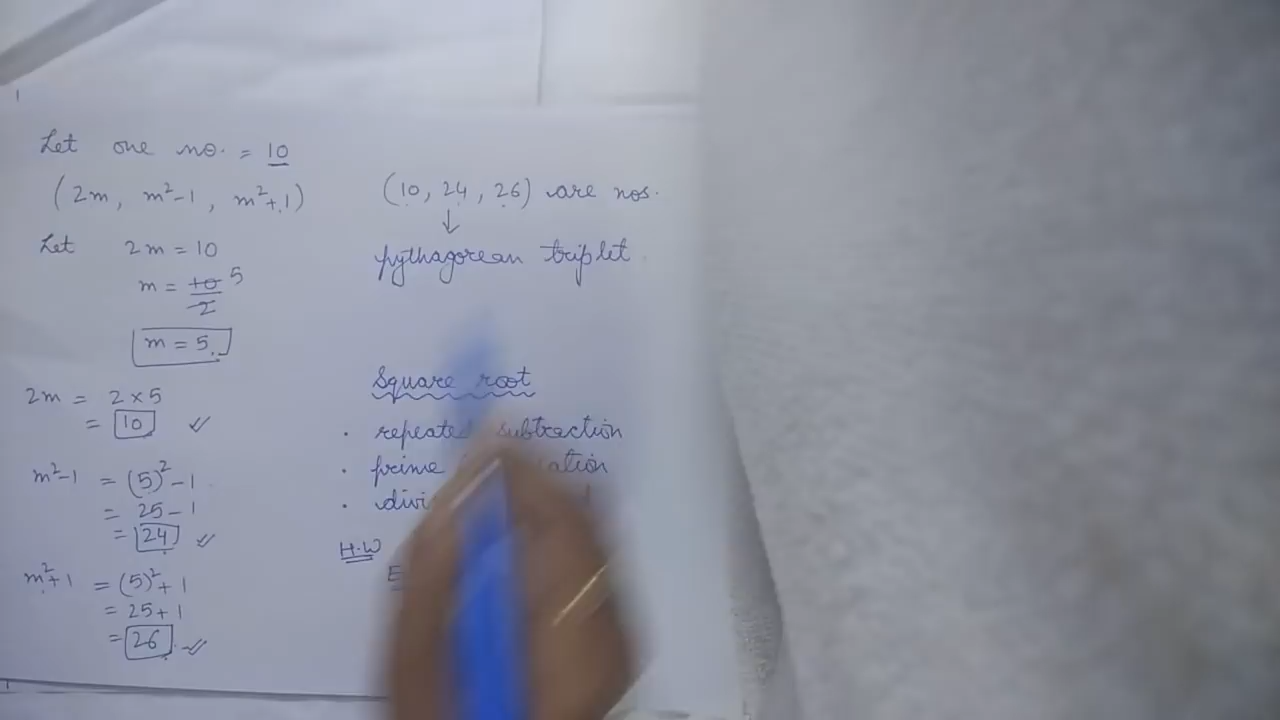 Let one no. = 10
(2m, m²-1, m²+1)
Let 2m = 10
m = 10 5
2
m = 5
2m = 2 × 5
= 10 ✓
m²-1 = (5)² - 1
= 25 - 1
= 24 ✓
m²+1 = (5)² + 1
= 25 + 1
= 26 ✓
(10, 24, 26) are nos.
↓
pythagorean triplet
Square root
. repeated subtraction
. prime
.
H.W